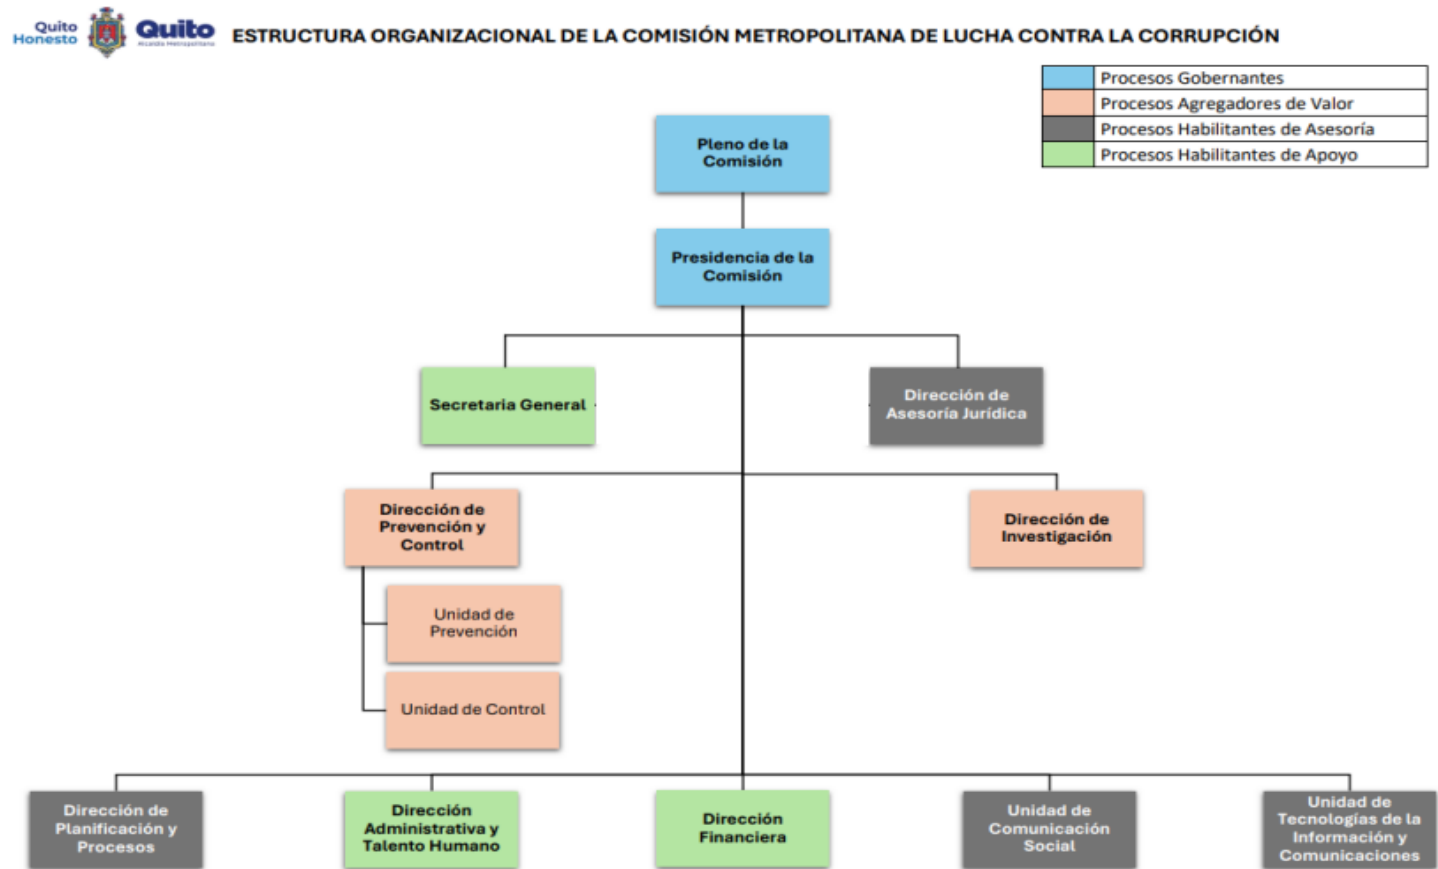 Quito
Honesto
Quito
Alcaldía Metropolitana
ESTRUCTURA ORGANIZACIONAL DE LA COMISIÓN METROPOLITANA DE LUCHA CONTRA LA CORRUPCIÓN
Procesos Gobernantes
Procesos Agregadores de Valor
Procesos Habilitantes de Asesoría
Procesos Habilitantes de Apoyo
Pleno de la
Comisión
Presidencia de la
Comisión
Secretaria General
Dirección de
Asesoría Jurídica
Dirección de
Prevención y
Control
Dirección de
Investigación
Unidad de
Prevención
Unidad de Control
Dirección de
Planificación y
Procesos
Dirección
Administrativa y
Talento Humano
Dirección
Financiera
Unidad de
Comunicación
Social
Unidad de
Tecnologías de la
Información y
Comunicaciones